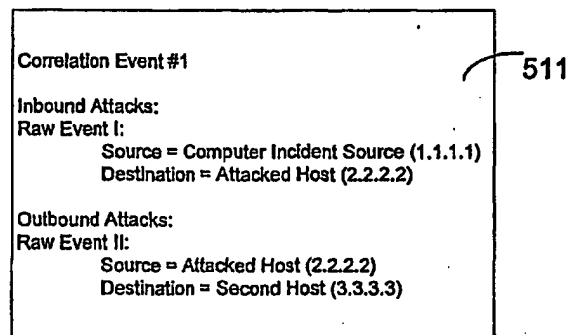 Correlation Event #1
511
Inbound Attacks:
Raw Event I:
Source = Computer Incident Source (1.1.1.1)
Destination = Attacked Host (2.2.2.2)
Outbound Attacks:
Raw Event II:
Source = Attacked Host (2.2.2.2)
Destination = Second Host (3.3.3.3)